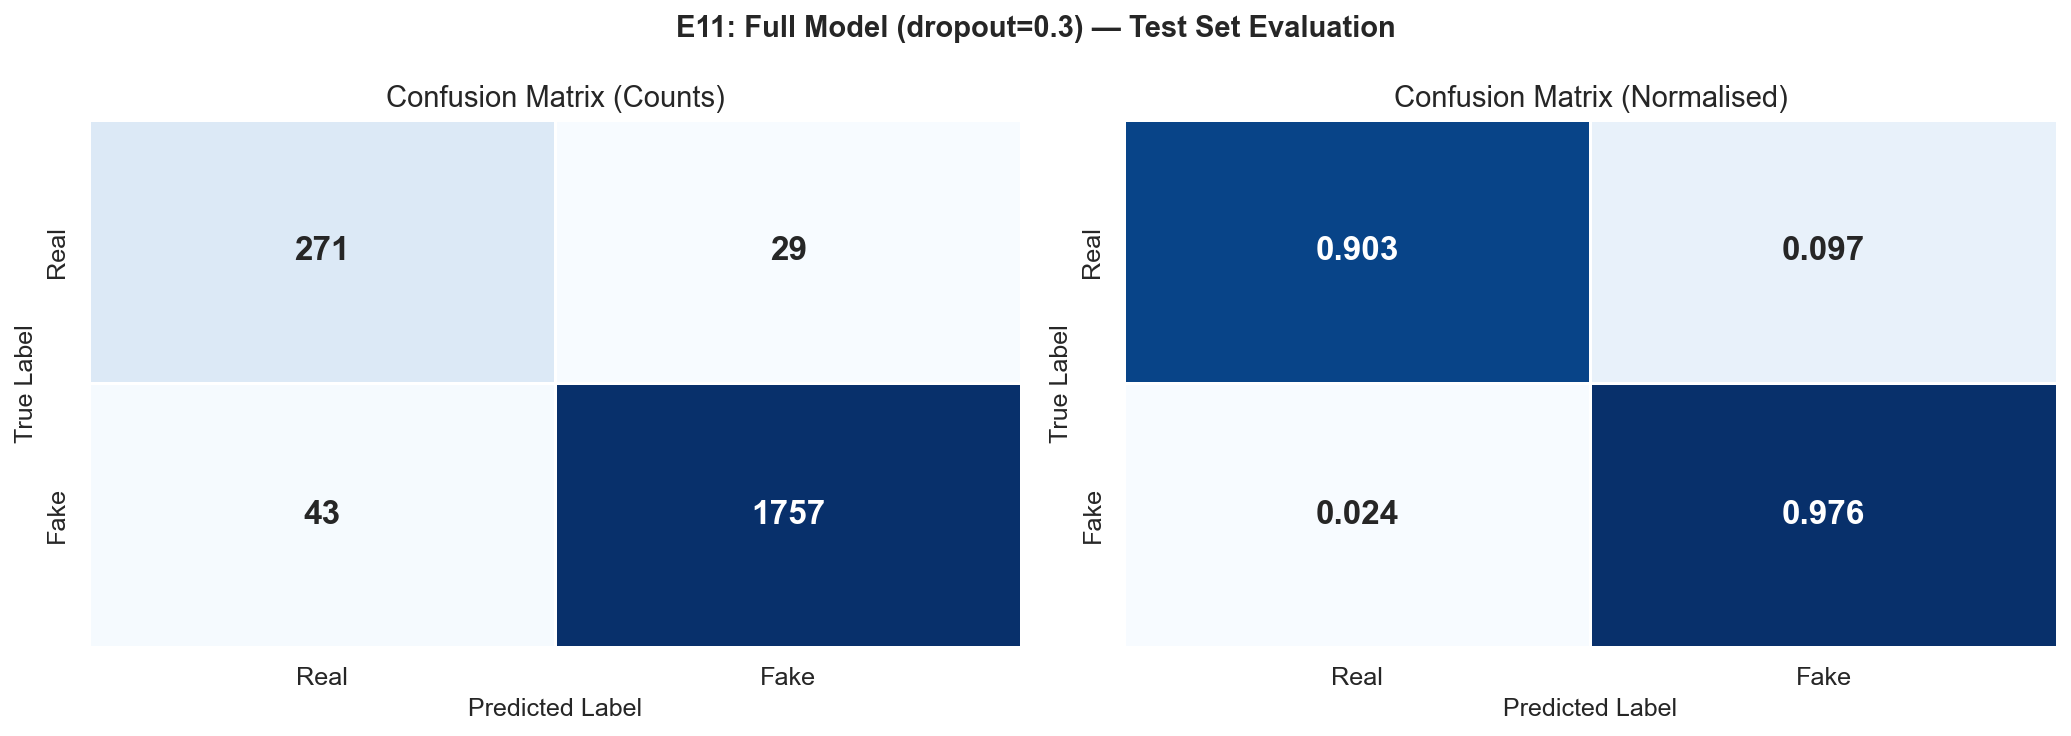 E11: Full Model (dropout=0.3) — Test Set Evaluation
Confusion Matrix (Counts)
True Label
Real
271
29
Fake
43
1757
Real
Fake
Predicted Label
Confusion Matrix (Normalised)
True Label
Real
0.903
0.097
Fake
0.024
0.976
Real
Fake
Predicted Label